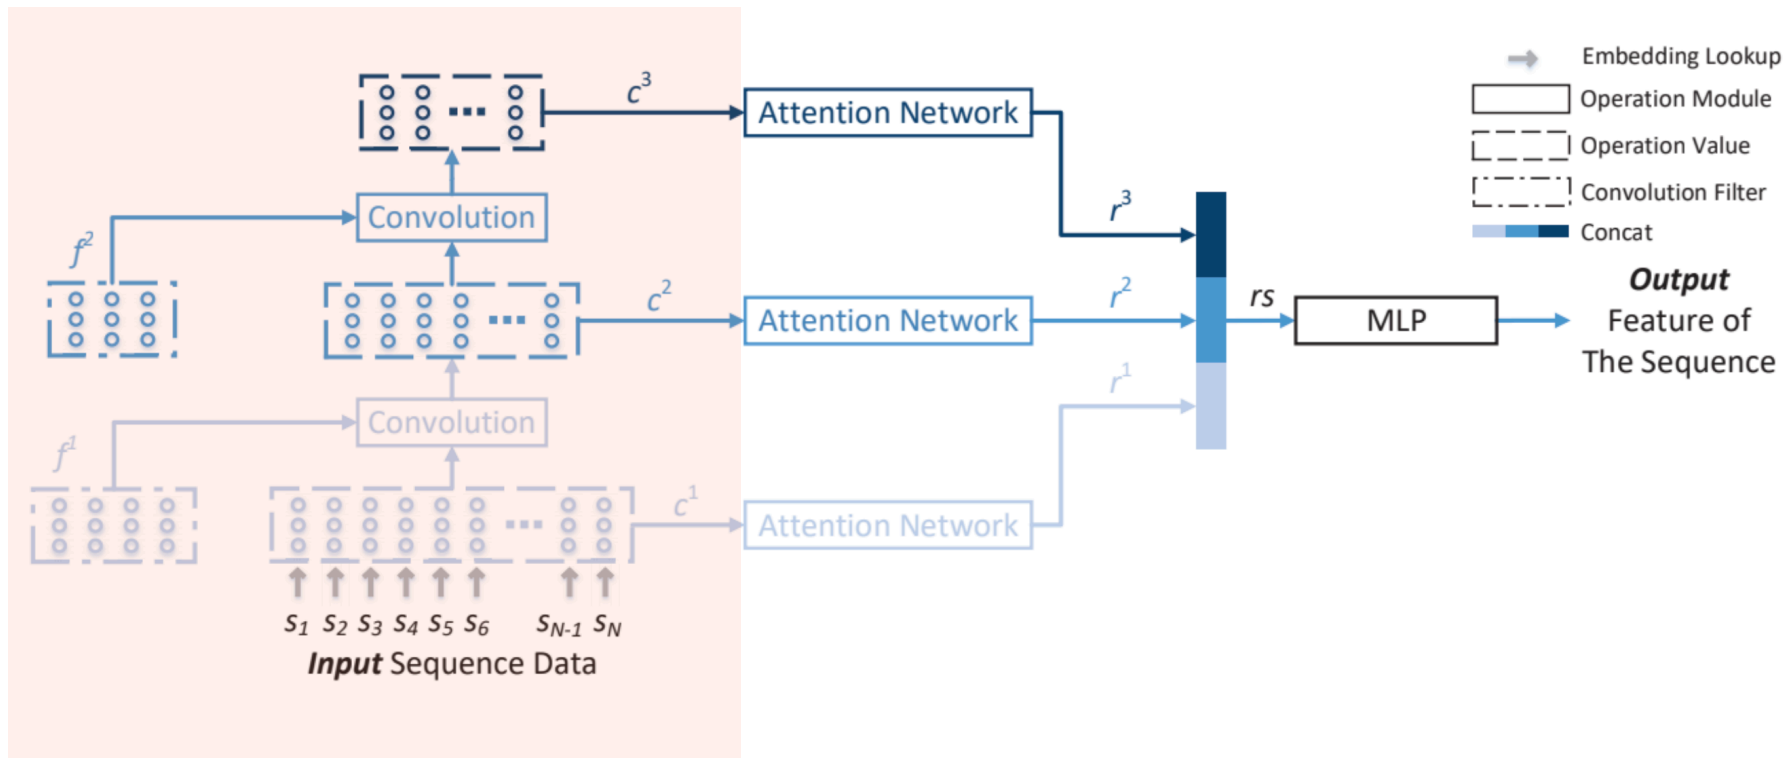 c³
Attention Network
Convolution
f²
r³
c²
Attention Network
r²
rs
MLP
Convolution
f¹
r¹
c¹
Attention Network
S₁ S₂ S₃ S₄ S₅ S₆ S_N-1 S_N
Input Sequence Data
Embedding Lookup
Operation Module
Operation Value
Convolution Filter
Concat
Output
Feature of
The Sequence